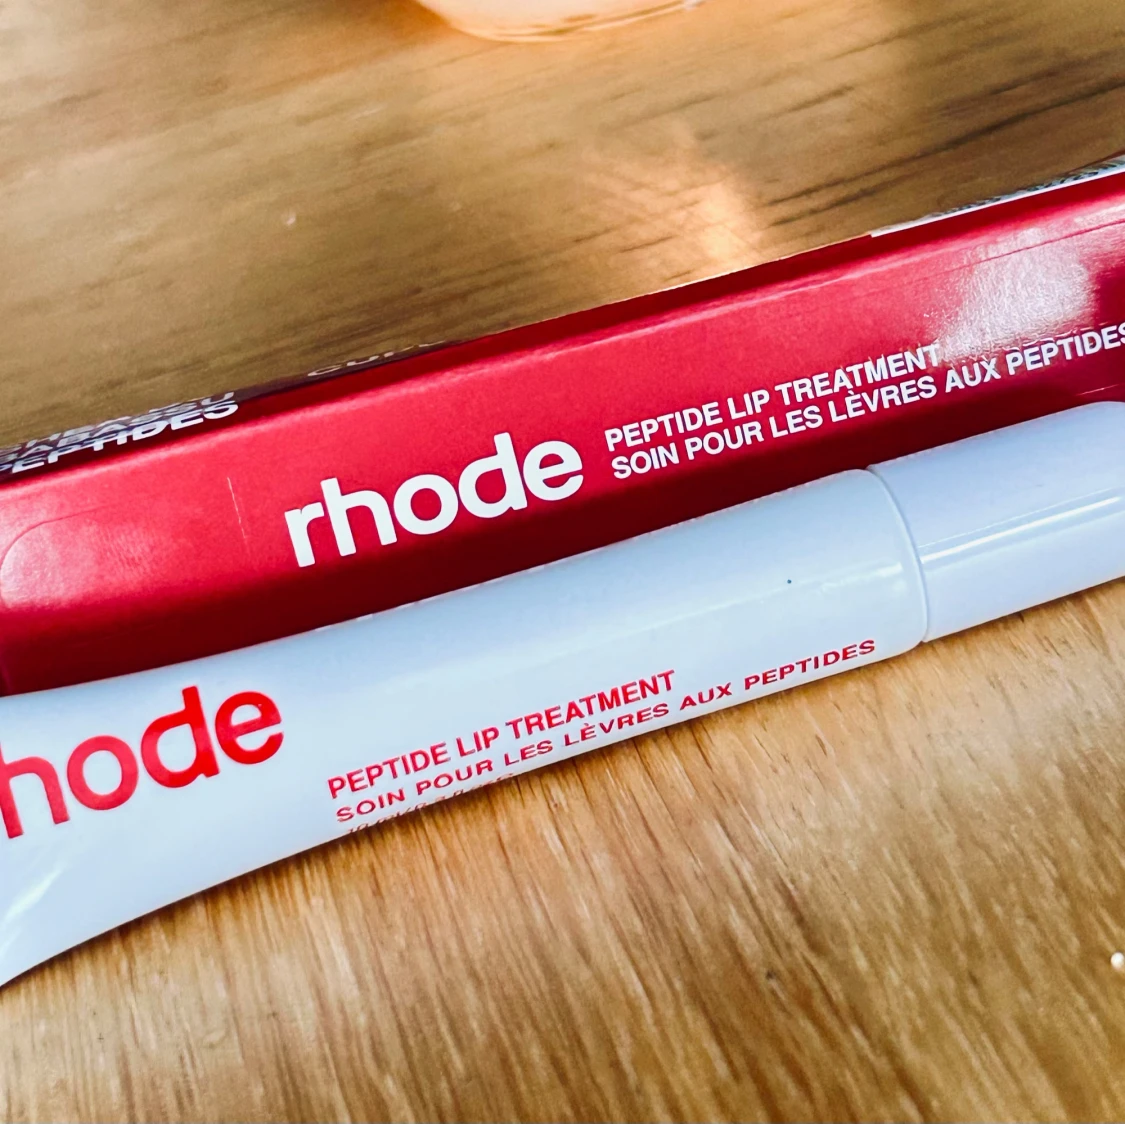 rhode
PEPTIDE LIP TREATMENT
SOIN POUR LES LÈVRES AUX PEPTIDES
PEPTIDES
hode
PEPTIDE LIP TREATMENT
SOIN POUR LES LÈVRES AUX PEPTIDES